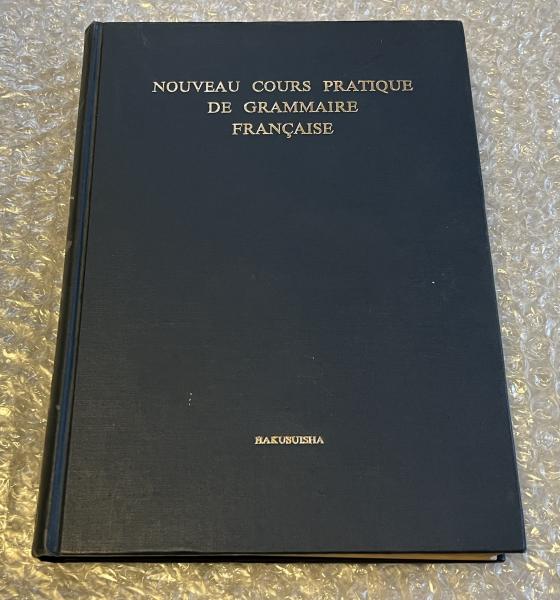 NOUVEAU COURS PRATIQUE
DE GRAMMAIRE
FRANÇAISE
HAKUSUISHA